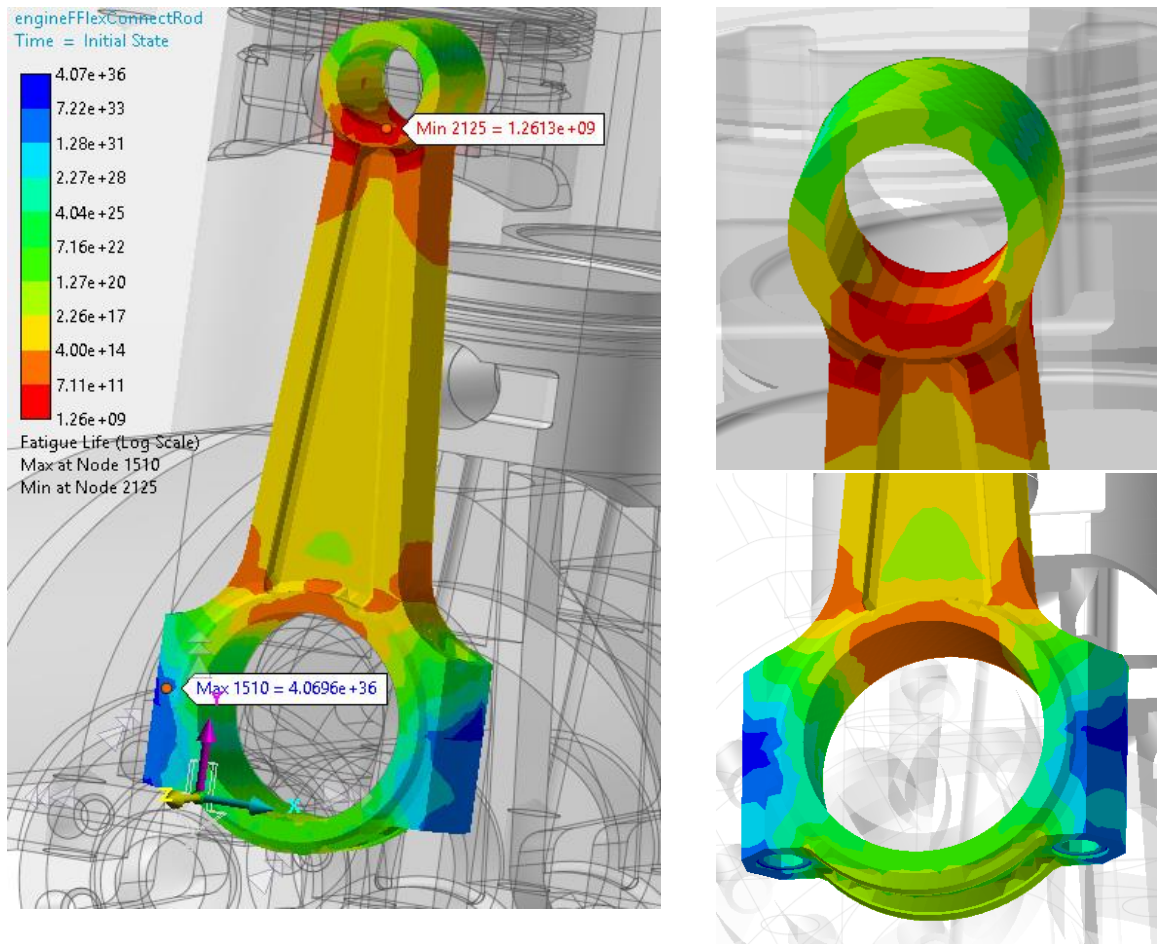 engineFFlexConnectRod
Time = Initial State
4.07e+36
7.22e+33
1.28e+31
2.27e+28
4.04e+25
7.16e+22
1.27e+20
2.26e+17
4.00e+14
7.11e+11
1.26e+09
Fatigue Life (Log Scale)
Max at Node 1510
Min at Node 2125
Min 2125 = 1.2613e+09
Max 1510 = 4.0696e+36
Y
Z
X